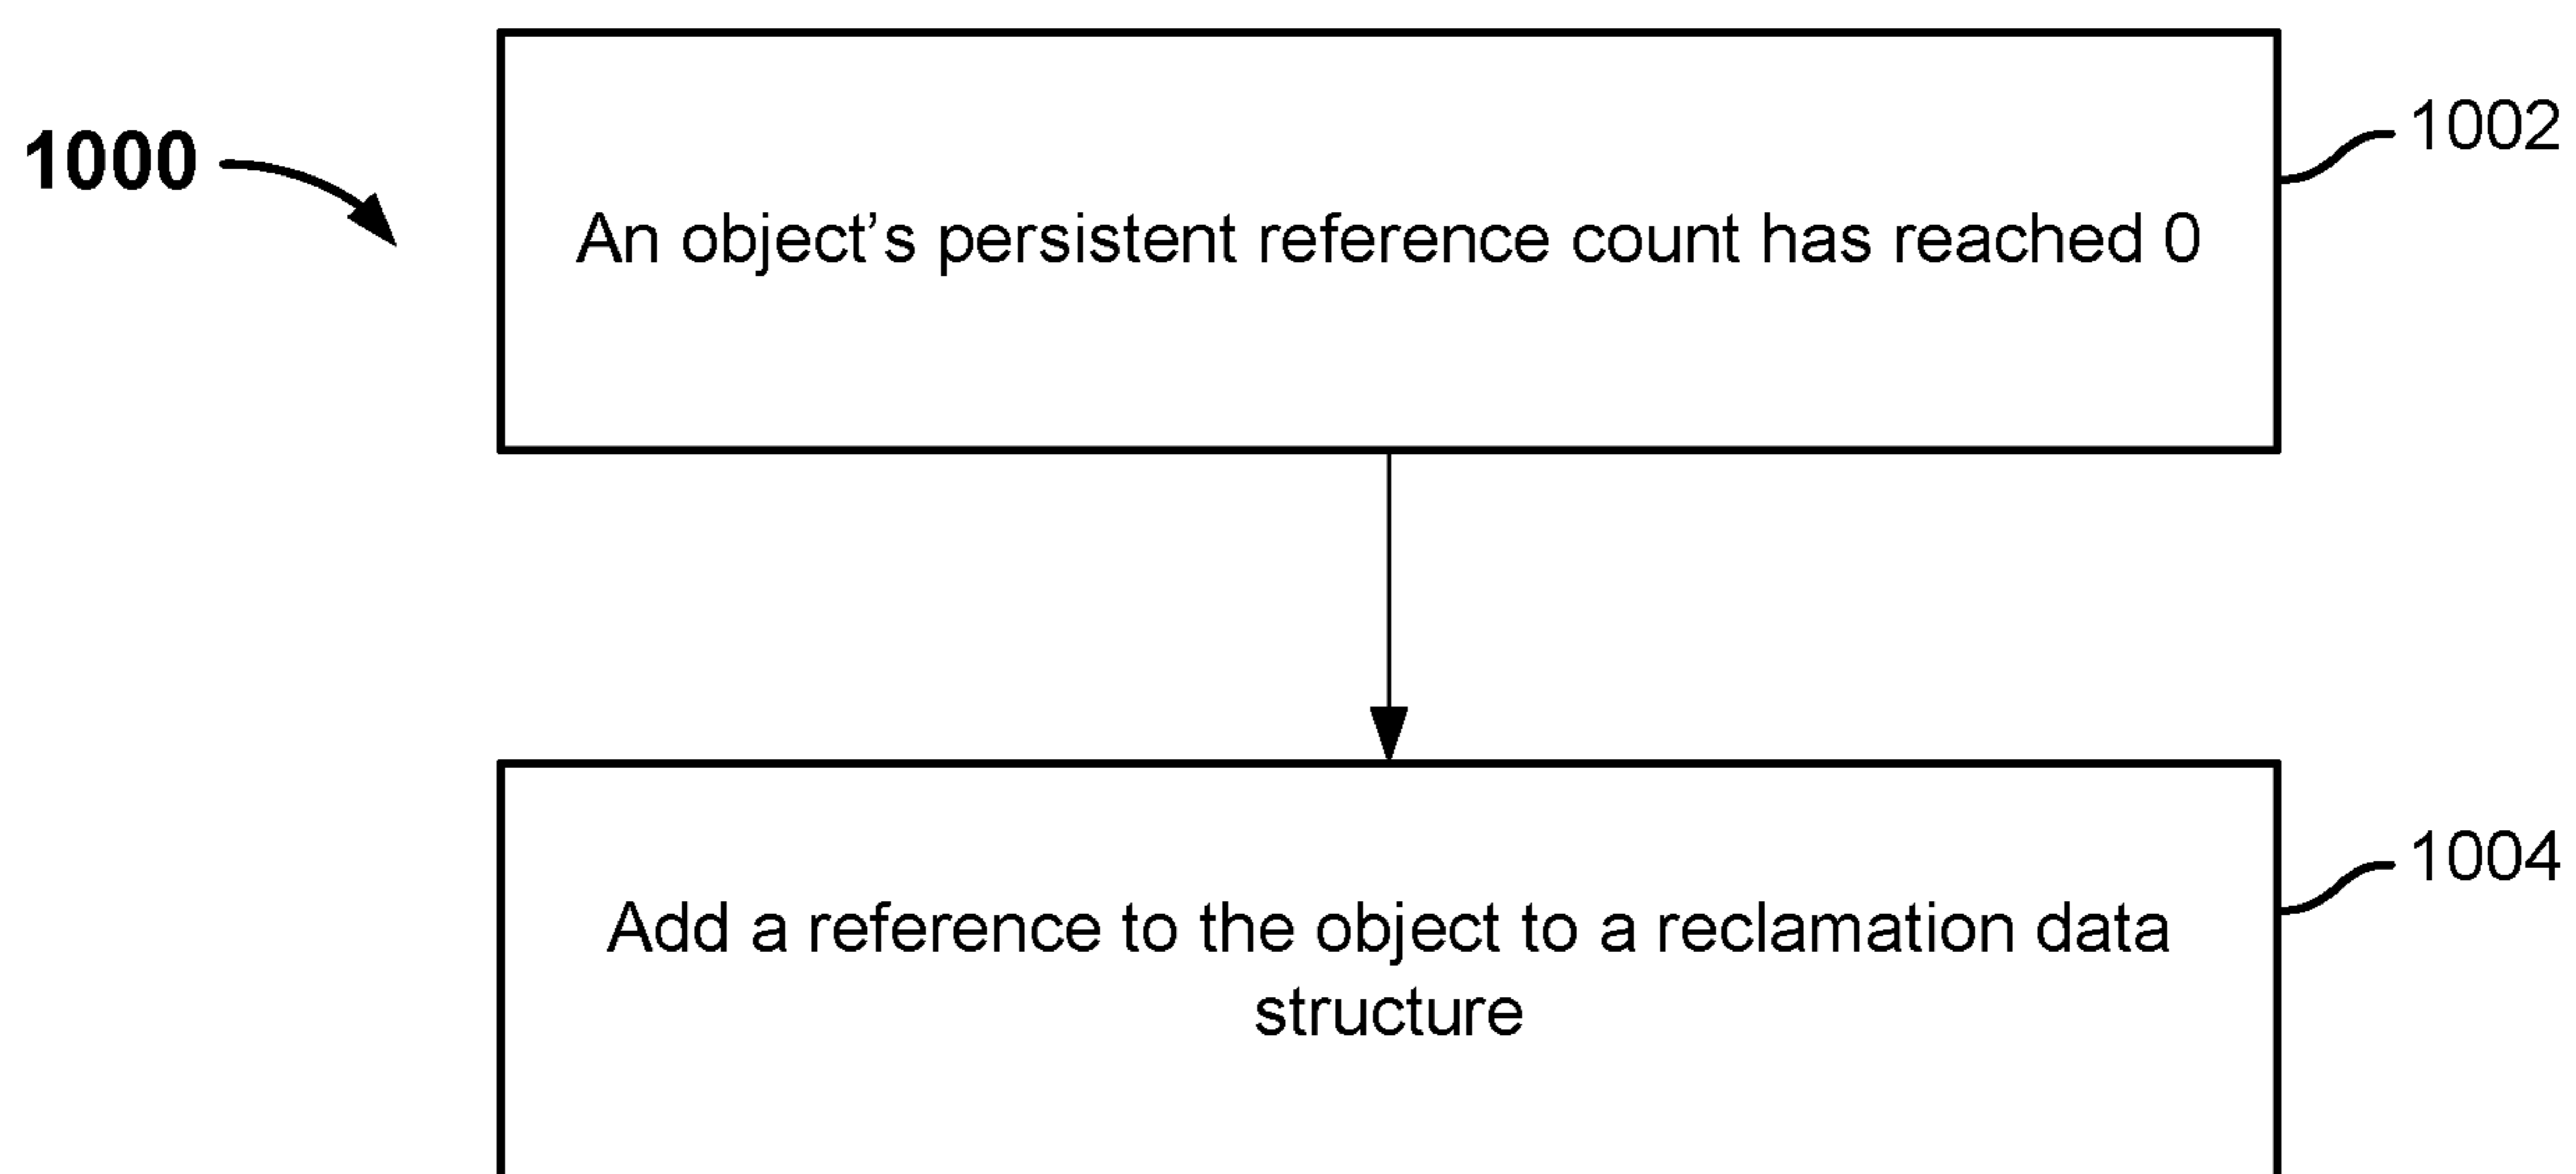 1000
1002
An object’s persistent reference count has reached 0
1004
Add a reference to the object to a reclamation data
structure